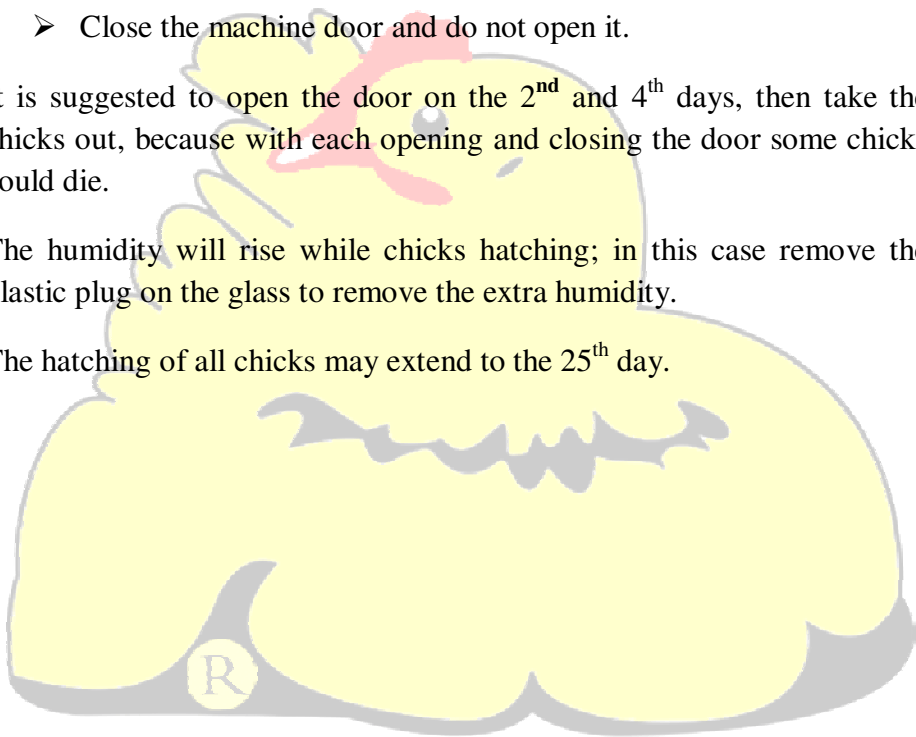 ➢ Close the machine door and do not open it.
t is suggested to open the door on the 2nd and 4th days, then take the
hicks out, because with each opening and closing the door some chick
ould die.
The humidity will rise while chicks hatching; in this case remove the
lastic plug on the glass to remove the extra humidity.
The hatching of all chicks may extend to the 25th day.
R